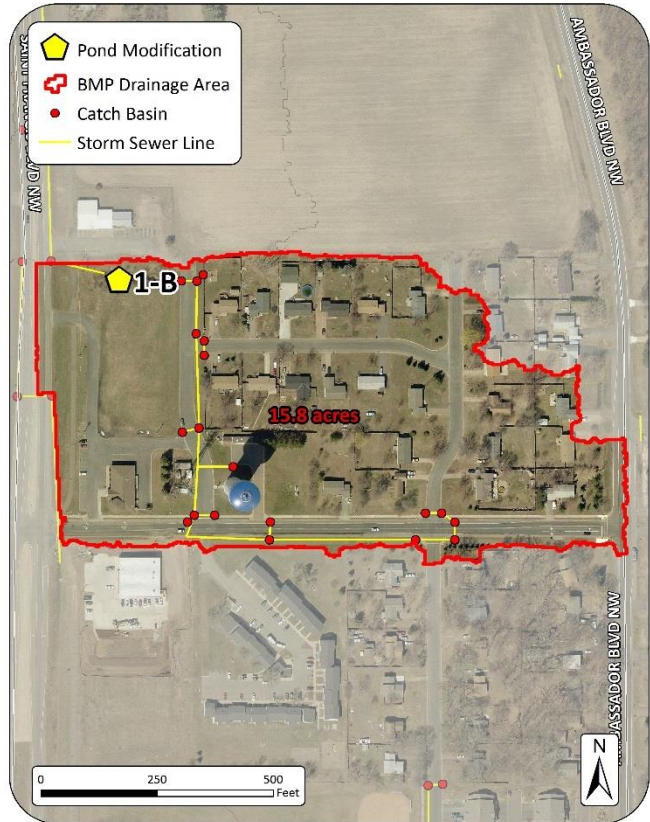 Pond Modification
BMP Drainage Area
Catch Basin
Storm Sewer Line
AMBASSADOR BLVD NW
1-B
15.8 acres
AMBASSADOR BLVD NW
N
0 250 500
Feet